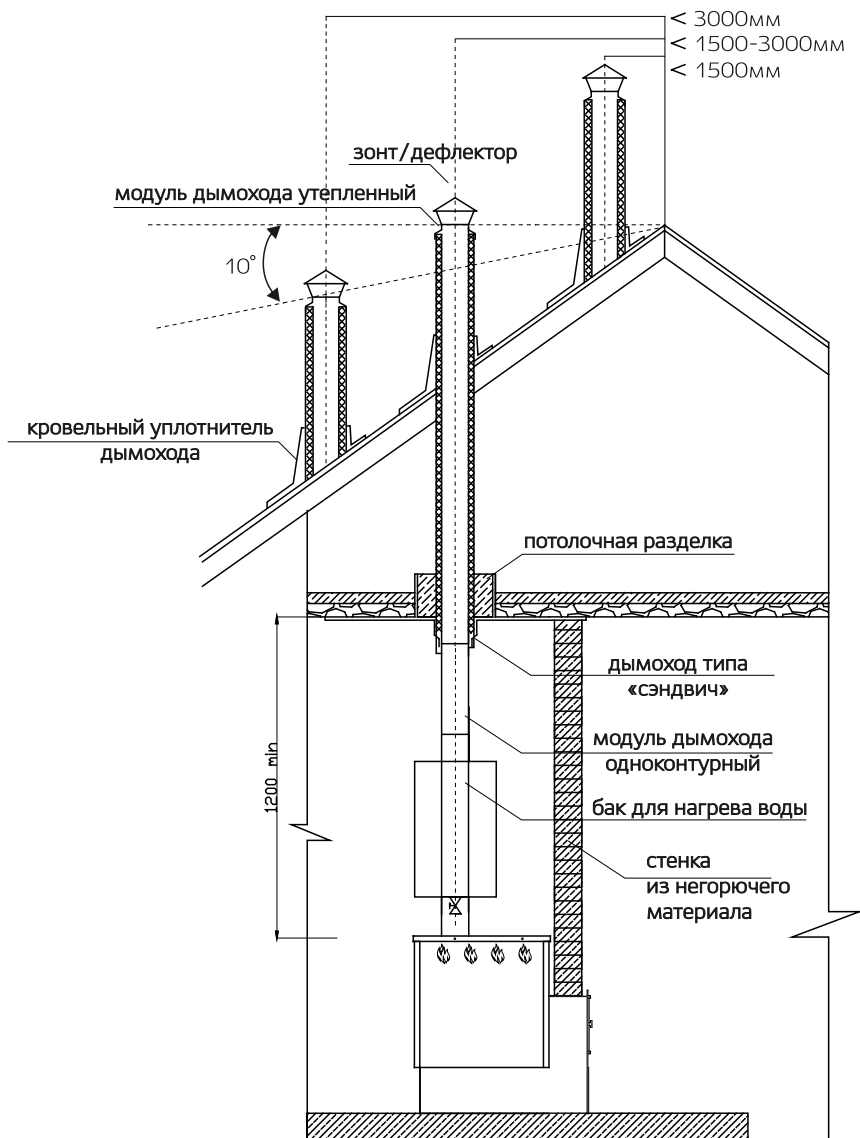 < 3000мм
< 1500-3000мм
< 1500мм
зонт/дефлектор
модуль дымохода утепленный
10°
кровельный уплотнитель
дымохода
потолочная разделка
дымоход типа
«сэндвич»
модуль дымохода
одноконтурный
1200 min
бак для нагрева воды
стенка
из негорючего
материала